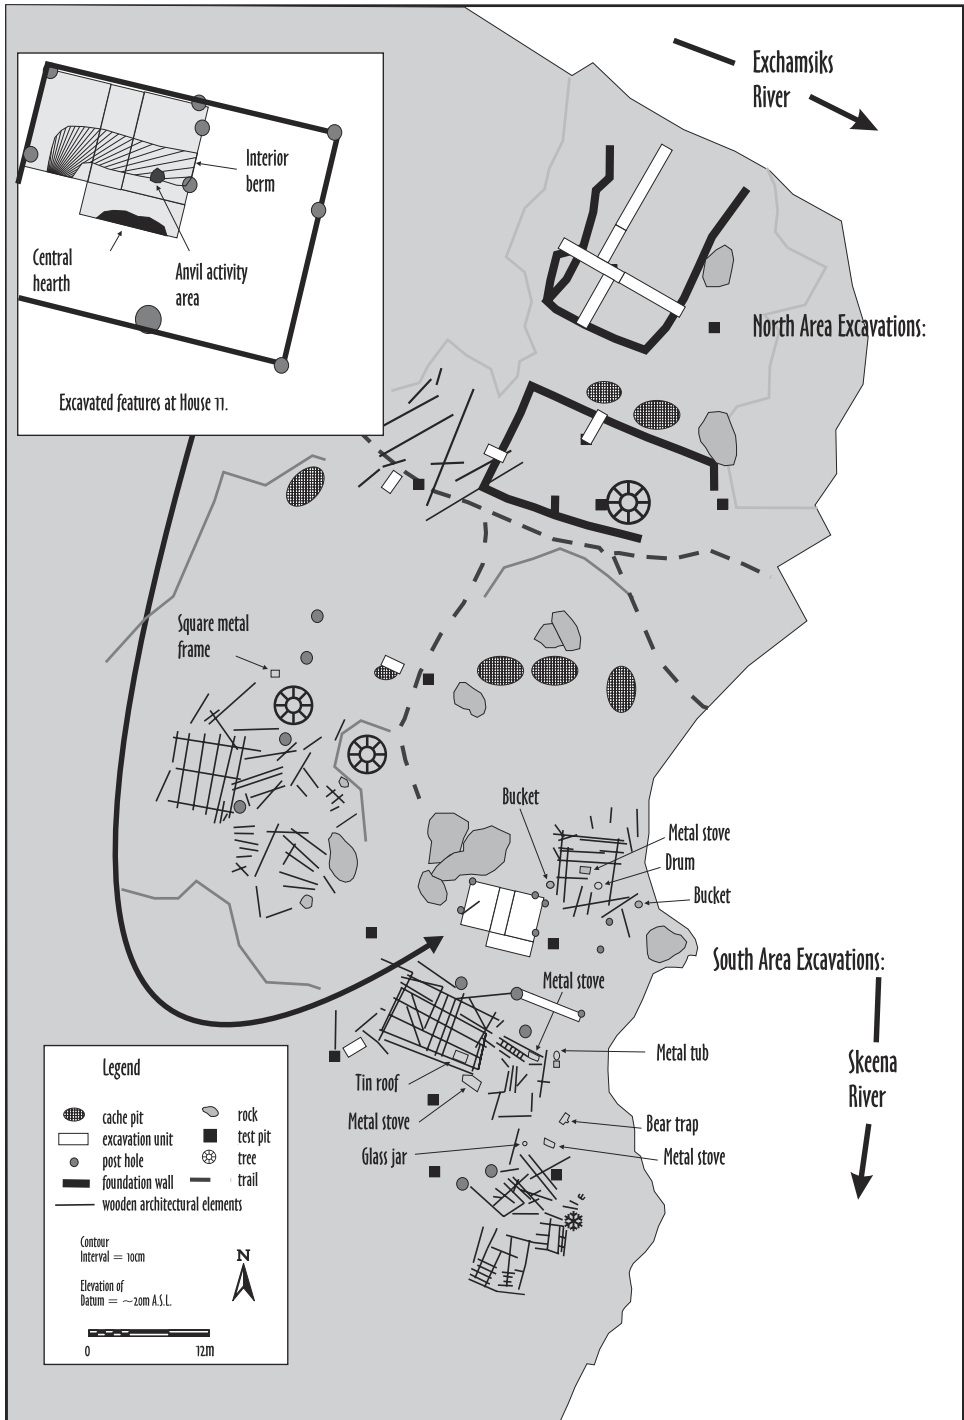 Exchamsiks
River
Interior
berm
Central
hearth
Anvil activity
area
Excavated features at House 11.
North Area Excavations:
Square metal
frame
Bucket
Metal stove
Drum
Bucket
South Area Excavations:
Metal stove
Metal tub
Skeena
River
Tin roof
Metal stove
Bear trap
Glass jar
Metal stove
Legend
cache pit
rock
excavation unit
test pit
post hole
tree
foundation wall
trail
wooden architectural elements
Contour
Interval = 10cm
N
Elevation of
Datum = ~20m A.S.L.
0 12m